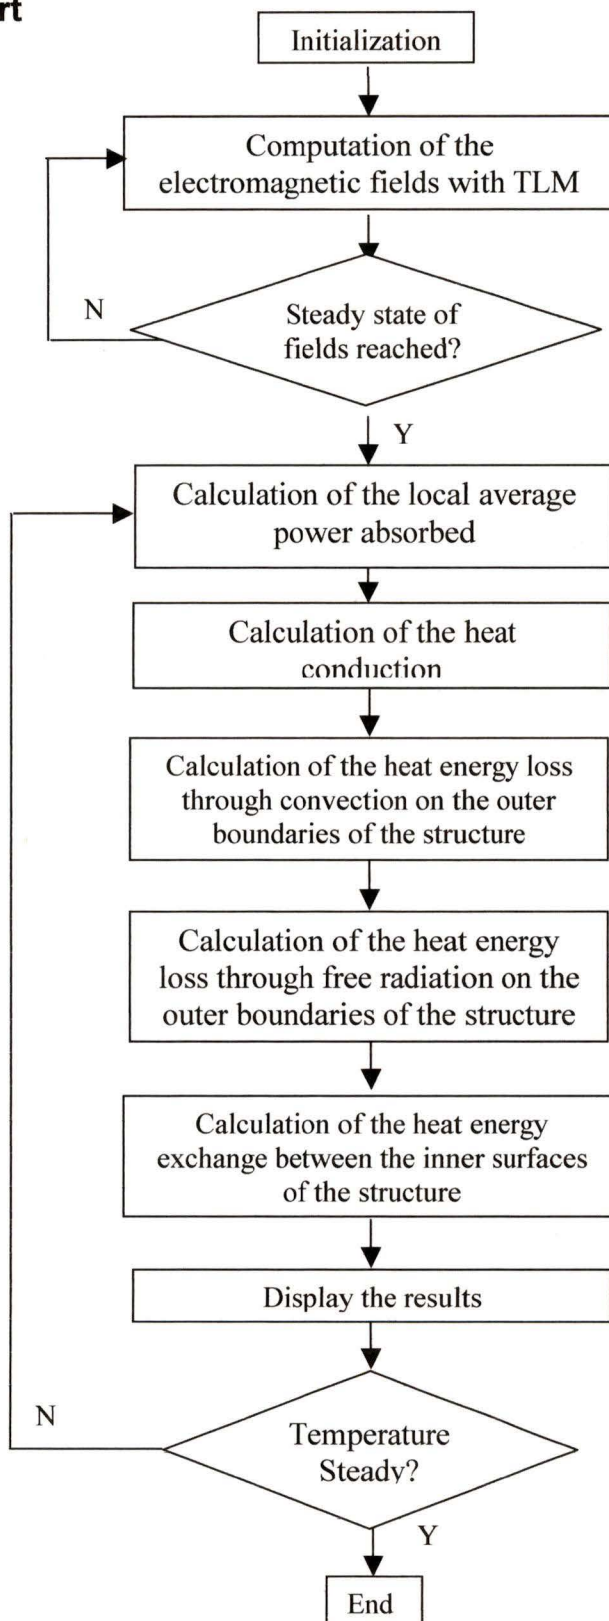 rt
Initialization
Computation of the
electromagnetic fields with TLM
Steady state of
fields reached?
N
Y
Calculation of the local average
power absorbed
Calculation of the heat
conduction
Calculation of the heat energy loss
through convection on the outer
boundaries of the structure
Calculation of the heat energy
loss through free radiation on the
outer boundaries of the structure
Calculation of the heat energy
exchange between the inner surfaces
of the structure
Display the results
N
Temperature
Steady?
Y
End